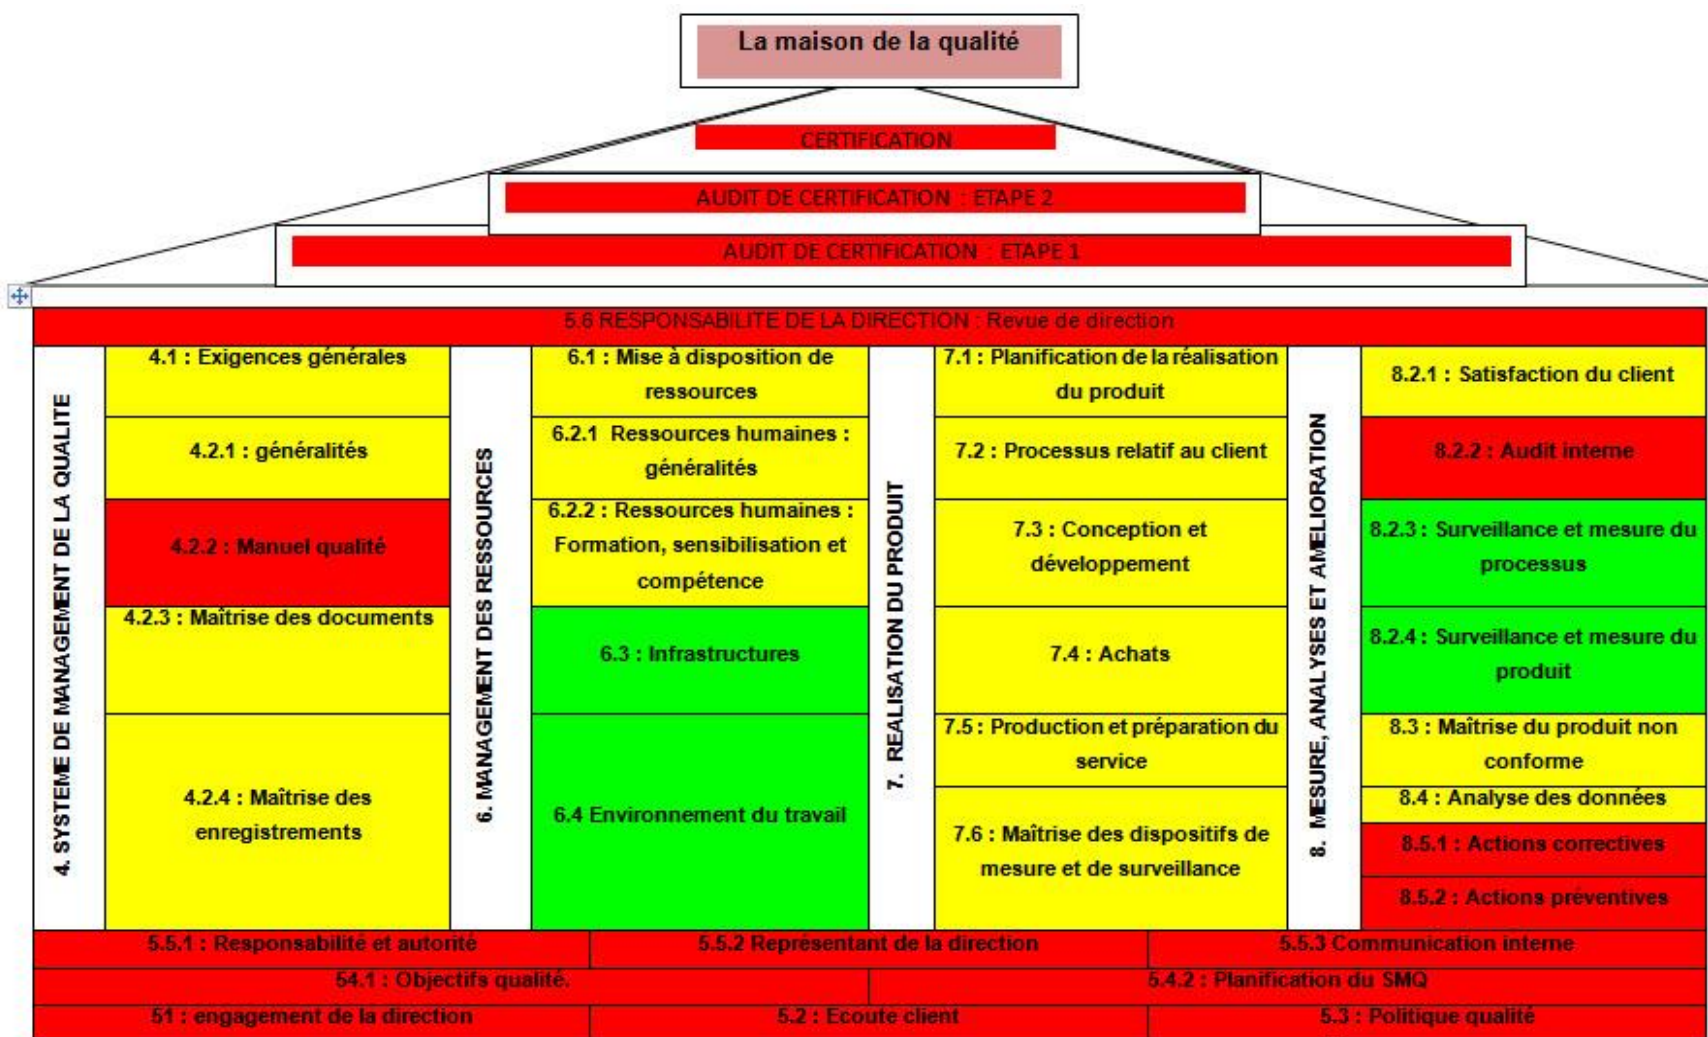 La maison de la qualité
CERTIFICATION
AUDIT DE CERTIFICATION : ETAPE 2
AUDIT DE CERTIFICATION : ETAPE 1
5.6 RESPONSABILITE DE LA DIRECTION : Revue de direction
4. SYSTEME DE MANAGEMENT DE LA QUALITE
4.1 : Exigences générales
4.2.1 : généralités
4.2.2 : Manuel qualité
4.2.3 : Maîtrise des documents
4.2.4 : Maîtrise des
enregistrements
6. MANAGEMENT DES RESSOURCES
6.1 : Mise à disposition de
ressources
6.2.1 Ressources humaines :
généralités
6.2.2 : Ressources humaines :
Formation, sensibilisation et
compétence
6.3 : Infrastructures
6.4 Environnement du travail
7. REALISATION DU PRODUIT
7.1 : Planification de la réalisation
du produit
7.2 : Processus relatif au client
7.3 : Conception et
développement
7.4 : Achats
7.5 : Production et préparation du
service
7.6 : Maîtrise des dispositifs de
mesure et de surveillance
8. MESURE, ANALYSES ET AMELIORATION
8.2.1 : Satisfaction du client
8.2.2 : Audit interne
8.2.3 : Surveillance et mesure du
processus
8.2.4 : Surveillance et mesure du
produit
8.3 : Maîtrise du produit non
conforme
8.4 : Analyse des données
8.5.1 : Actions correctives
8.5.2 : Actions préventives
5.5.1 : Responsabilité et autorité
5.5.2 Représentant de la direction
5.5.3 Communication interne
54.1 : Objectifs qualité.
5.4.2 : Planification du SMQ
51 : engagement de la direction
5.2 : Ecoute client
5.3 : Politique qualité